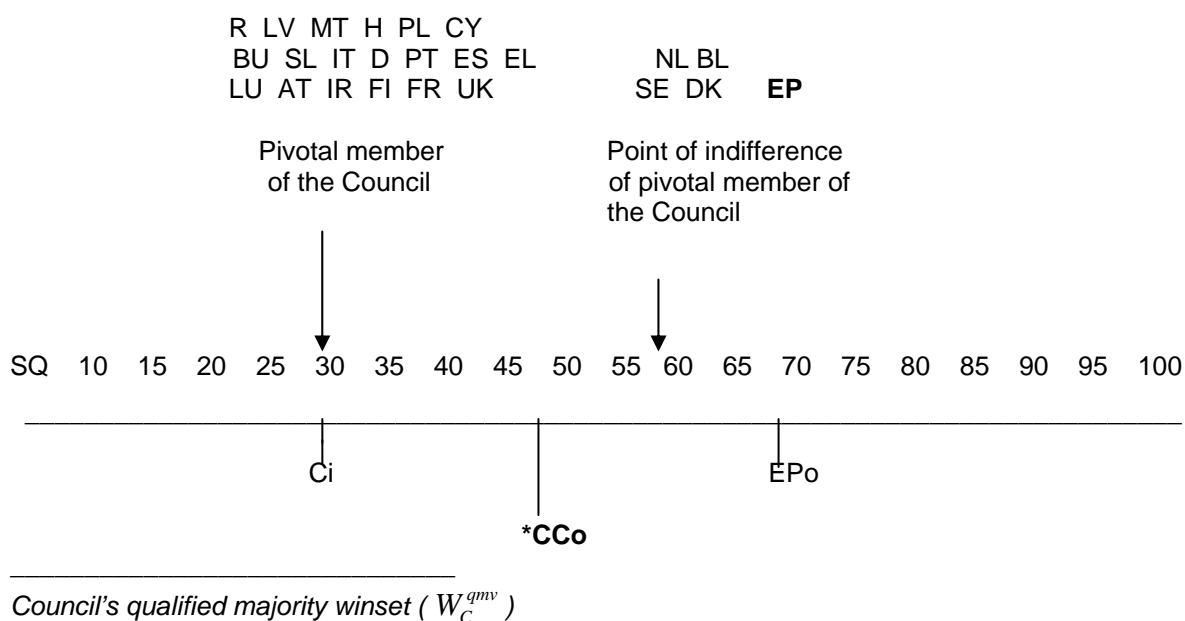 R LV MT H PL CY
BU SL IT D PT ES EL NL BL
LU AT IR FI FR UK SE DK EP
Pivotal member
of the Council
Point of indifference
of pivotal member of
the Council
SQ 10 15 20 25 30 35 40 45 50 55 60 65 70 75 80 85 90 95 100
Ci EPo
*CCo
Council's qualified majority winset ( W_C^{qmv} )